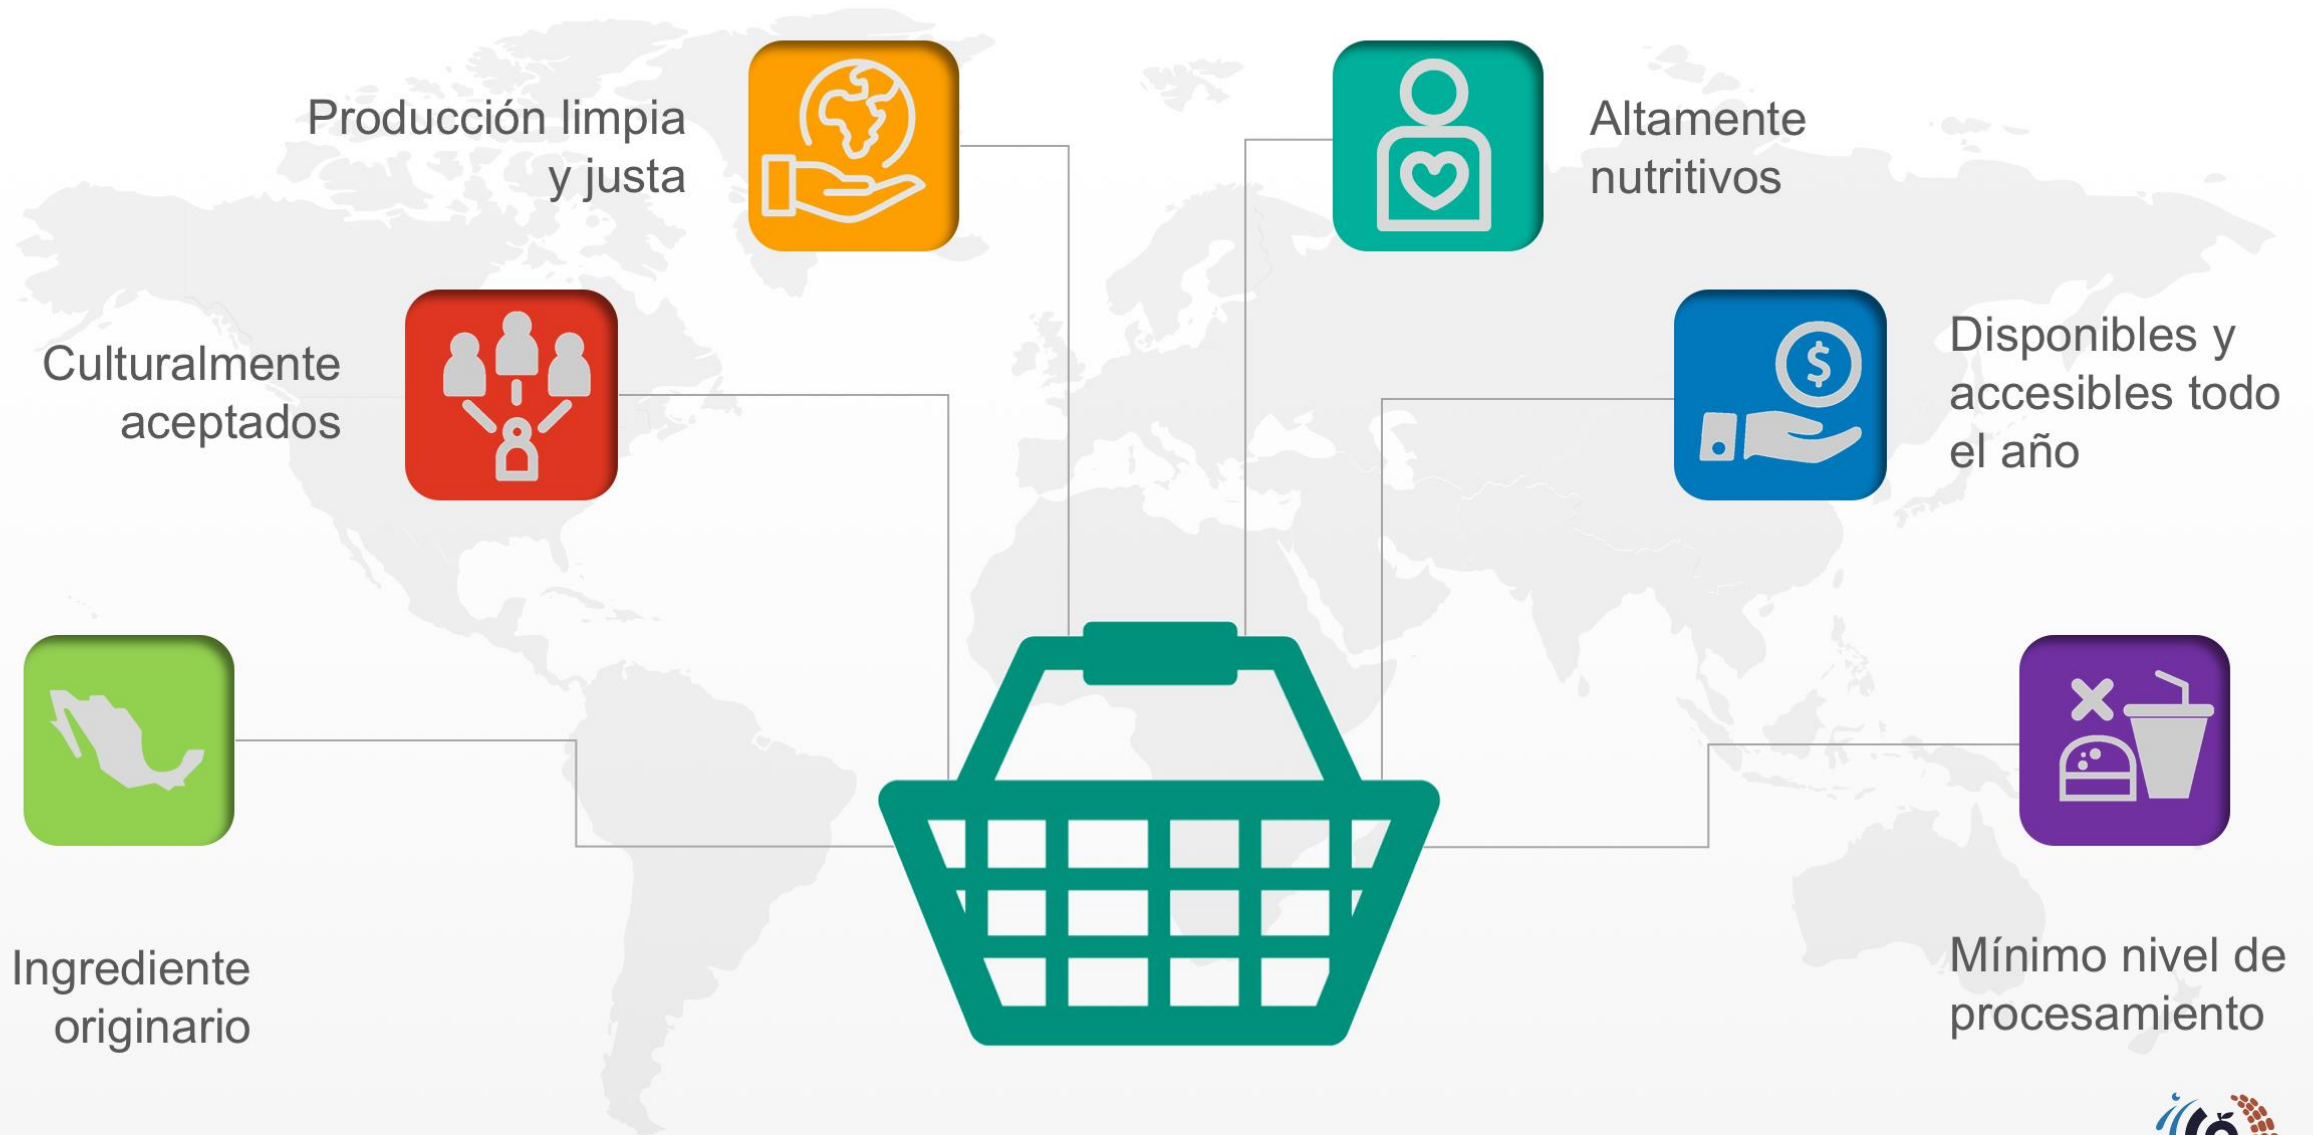 Producción limpia
y justa
Altamente
nutritivos
Culturalmente
aceptados
$
Disponibles y
accesibles todo
el año
Ingrediente
originario
Mínimo nivel de
procesamiento